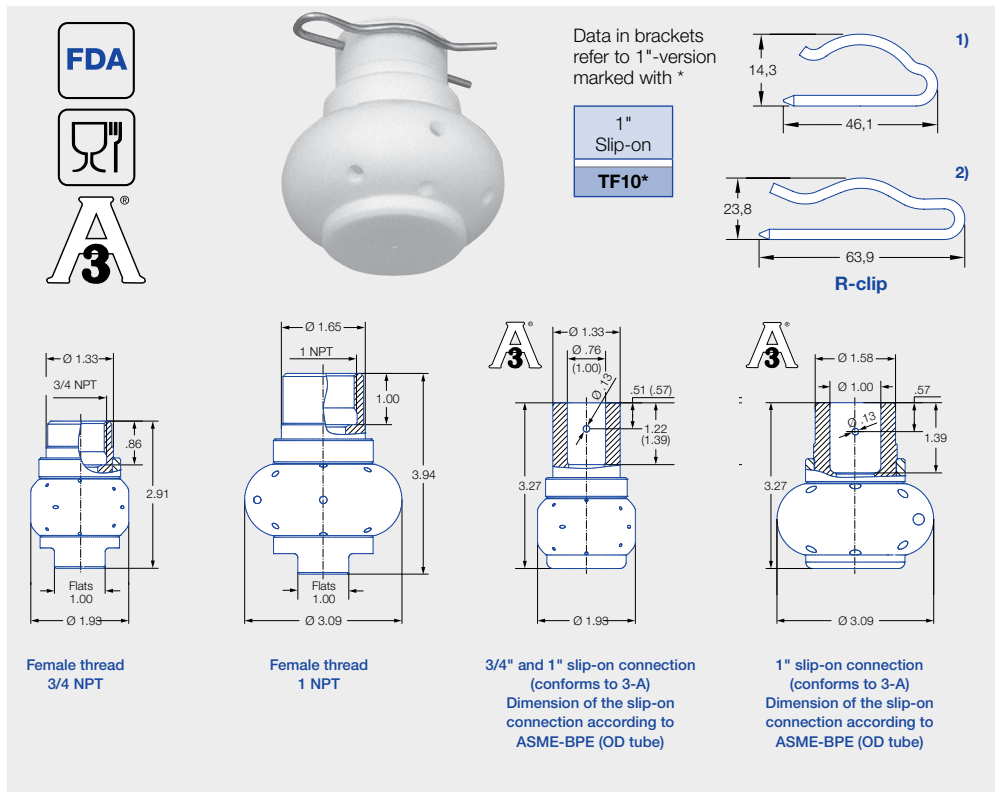 FDA
A
3
®
Data in brackets
refer to 1"-version
marked with *
1"
Slip-on
TF10*
1)
14,3
46,1
2)
23,8
63,9
R-clip
Ø 1.33
3/4 NPT
.86
2.91
Flats
1.00
Ø 1.93
Female thread
3/4 NPT
Ø 1.65
1 NPT
1.00
3.94
Flats
1.00
Ø 3.09
Female thread
1 NPT
A
3
®
Ø 1.33
Ø .76
(1.00)
Ø.13
.51 (.57)
1.22
(1.39)
3.27
Ø 1.93
3/4" and 1" slip-on connection
(conforms to 3-A)
Dimension of the slip-on
connection according to
ASME-BPE (OD tube)
A
3
®
Ø 1.58
Ø 1.00
.57
Ø .13
1.39
3.27
Ø 3.09
1" slip-on connection
(conforms to 3-A)
Dimension of the slip-on
connection according to
ASME-BPE (OD tube)